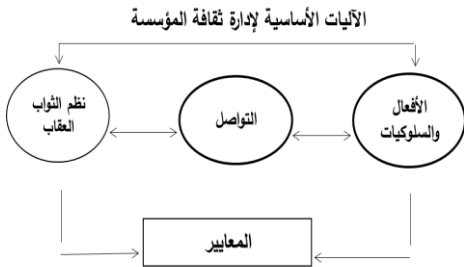 الآليات الأساسية لإدارة ثقافة المؤسسة
الأفعال
والسلوكيات
التواصل
نظم الثواب
العقاب
المعايير